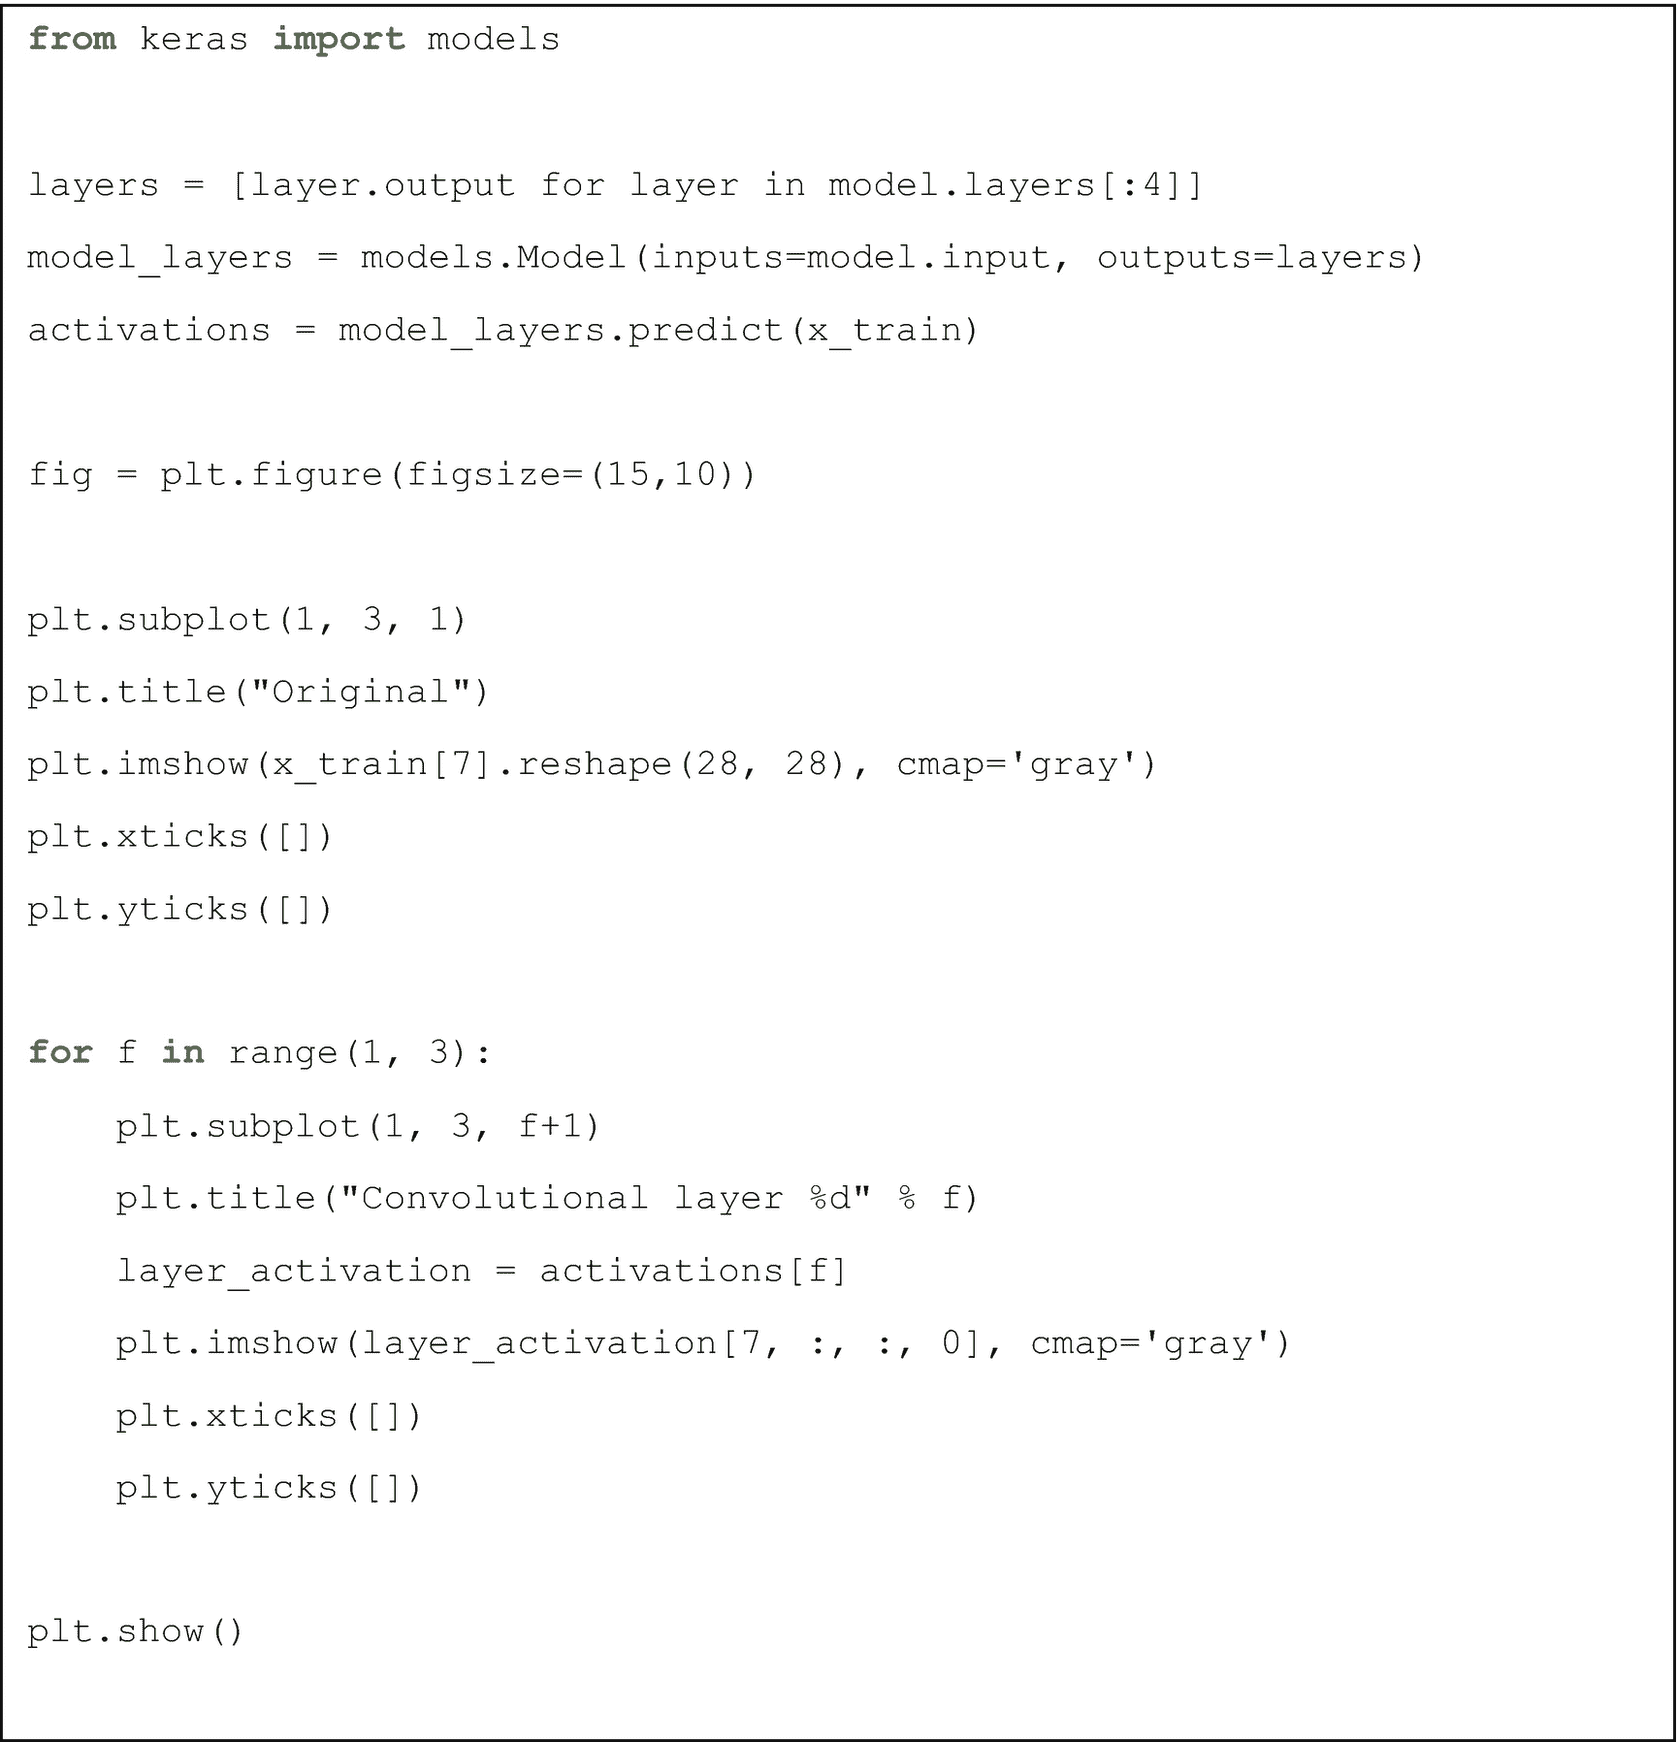 from keras import models
layers = [layer.output for layer in model.layers[:4]]
model_layers = models.Model(inputs=model.input, outputs=layers)
activations = model_layers.predict(x_train)
fig = plt.figure(figsize=(15,10))
plt.subplot(1, 3, 1)
plt.title("Original")
plt.imshow(x_train[7].reshape(28, 28), cmap='gray')
plt.xticks([])
plt.yticks([])
for f in range(1, 3):
    plt.subplot(1, 3, f+1)
    plt.title("Convolutional layer %d" % f)
    layer_activation = activations[f]
    plt.imshow(layer_activation[7, :, :, 0], cmap='gray')
    plt.xticks([])
    plt.yticks([])
plt.show()